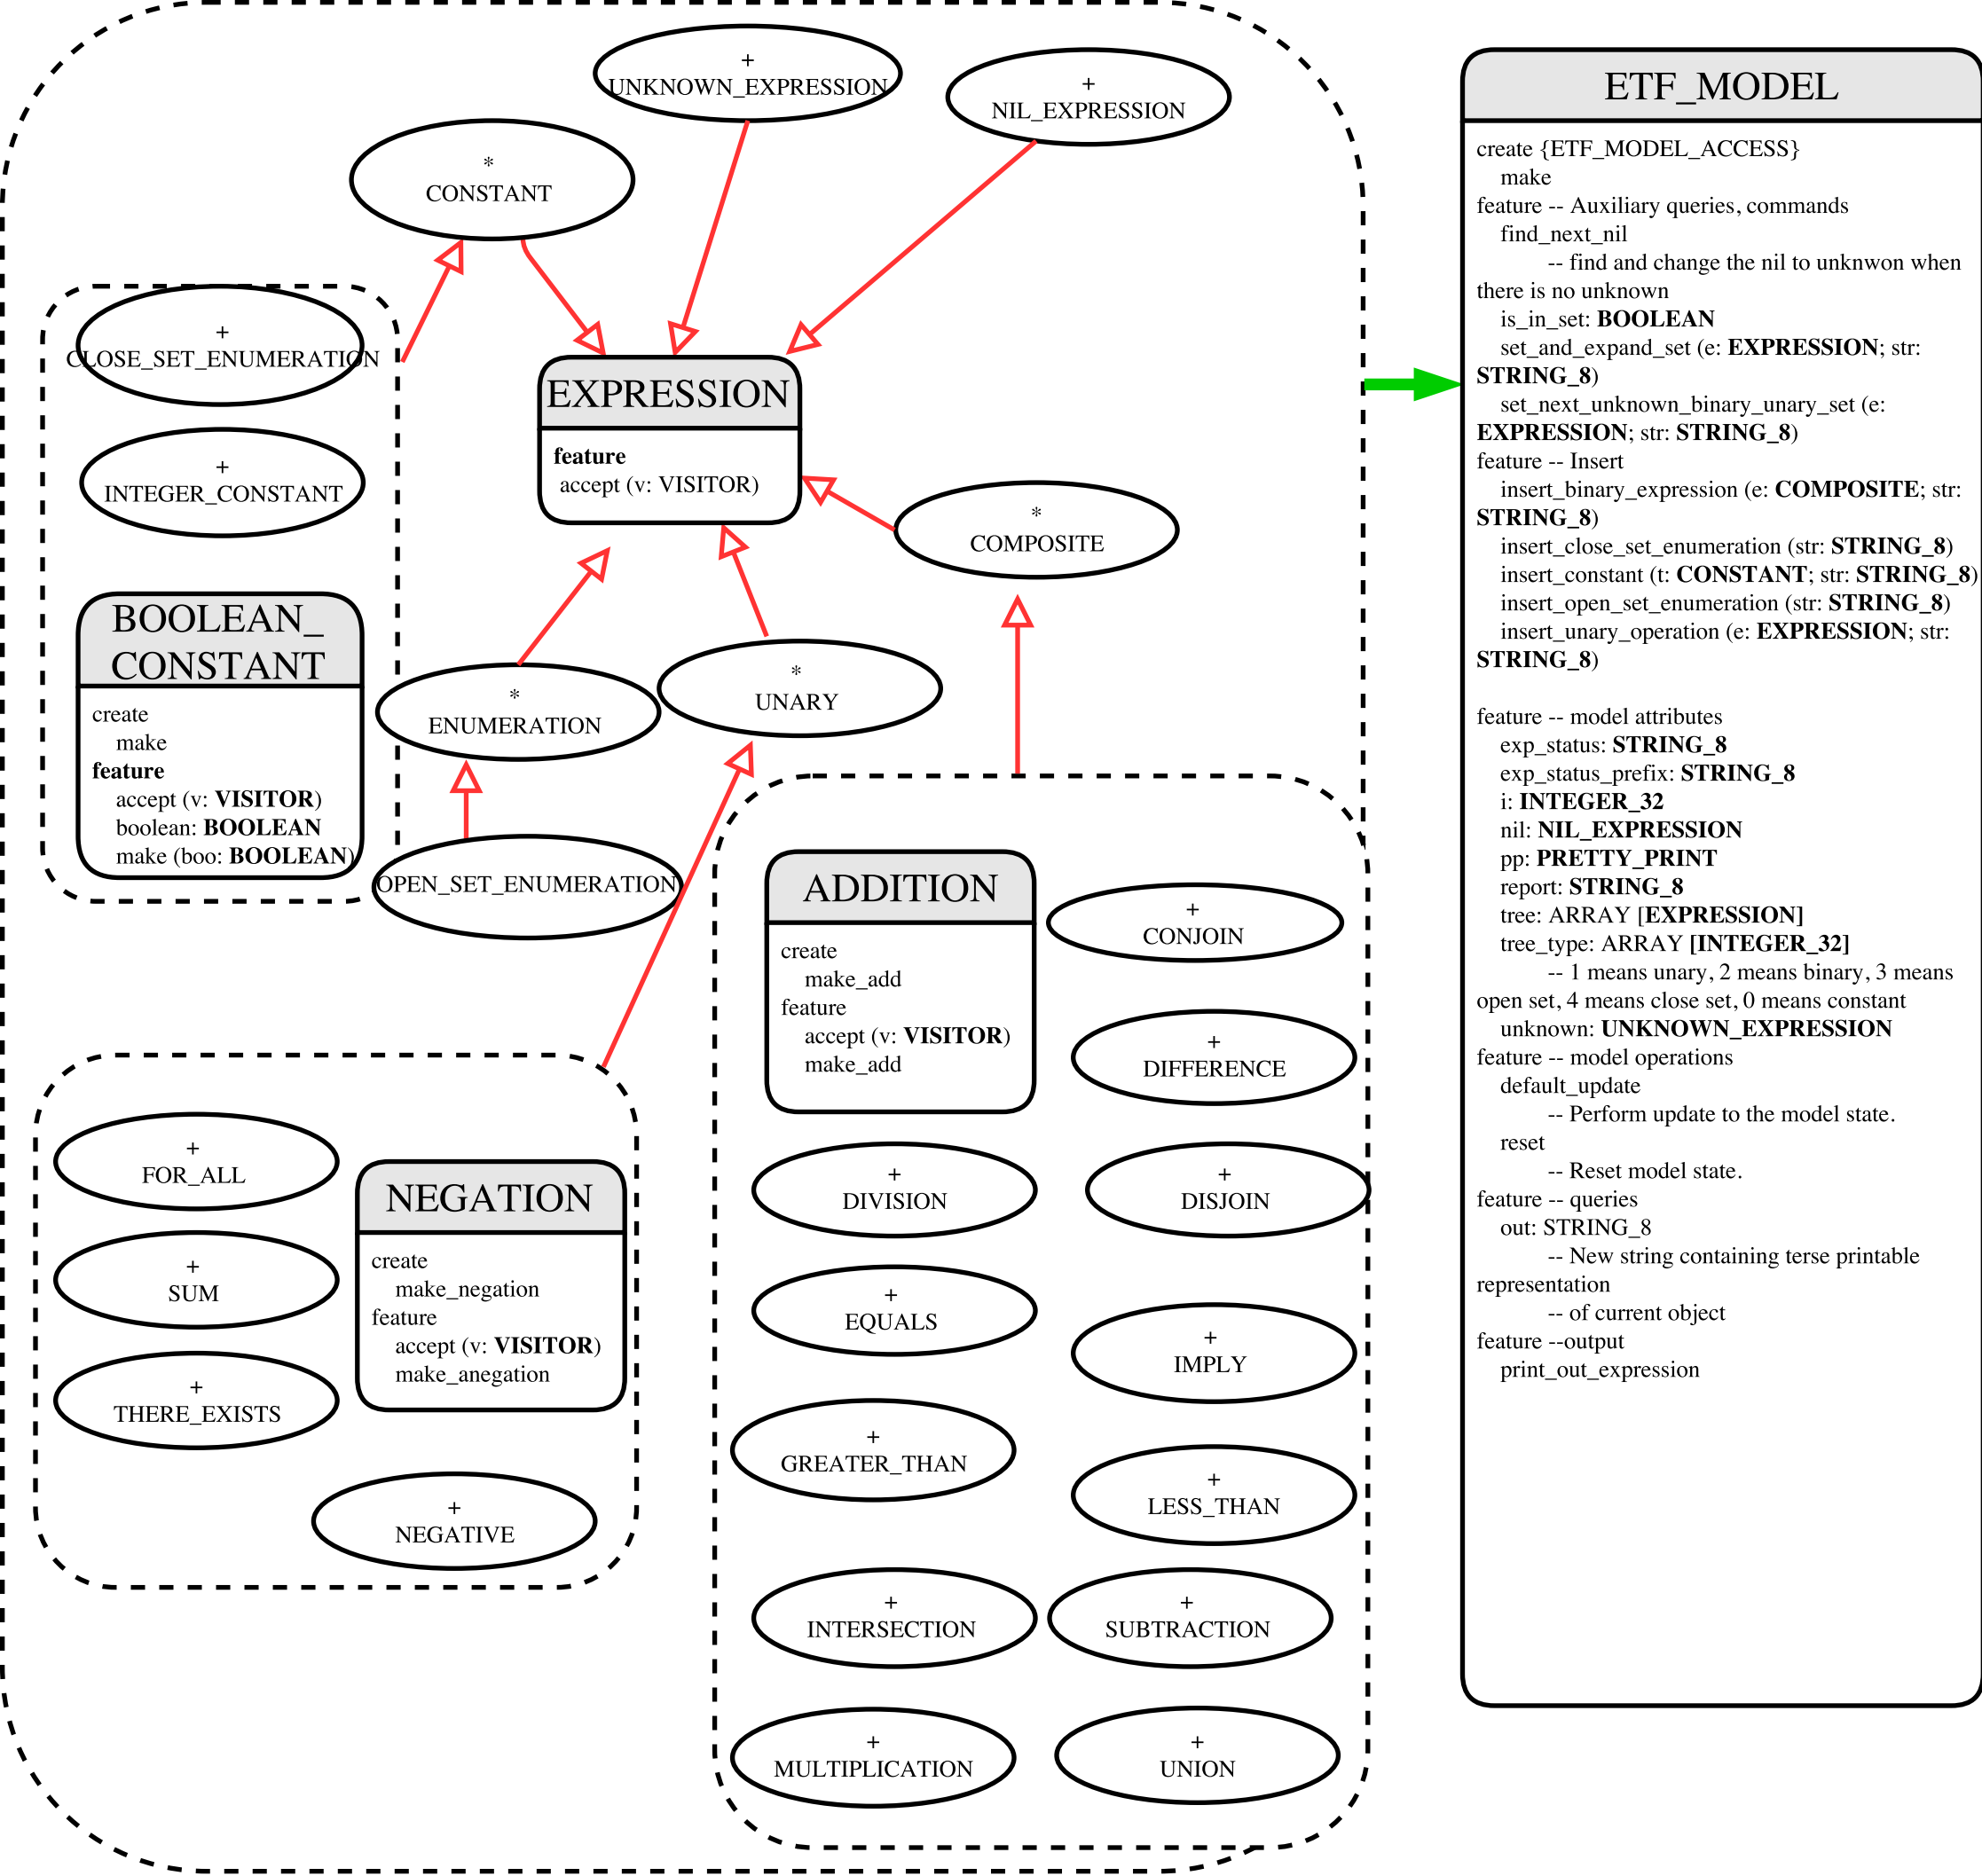 +
UNKNOWN_EXPRESSION
+
NIL_EXPRESSION
*
CONSTANT
+
CLOSE_SET_ENUMERATION
+
INTEGER_CONSTANT
BOOLEAN_
CONSTANT
create
make
feature
accept (v: VISITOR)
boolean: BOOLEAN
make (boo: BOOLEAN)
EXPRESSION
feature
accept (v: VISITOR)
*
COMPOSITE
*
ENUMERATION
*
UNARY
OPEN_SET_ENUMERATION
+
FOR_ALL
+
SUM
+
THERE_EXISTS
NEGATION
create
make_negation
feature
accept (v: VISITOR)
make_anegation
+
NEGATIVE
ADDITION
create
make_add
feature
accept (v: VISITOR)
make_add
+
CONJOIN
+
DIFFERENCE
+
DIVISION
+
DISJOIN
+
EQUALS
+
IMPLY
+
GREATER_THAN
+
LESS_THAN
+
INTERSECTION
+
SUBTRACTION
+
MULTIPLICATION
+
UNION
ETF_MODEL
create {ETF_MODEL_ACCESS}
make
feature -- Auxiliary queries, commands
find_next_nil
-- find and change the nil to unknwon when
there is no unknown
is_in_set: BOOLEAN
set_and_expand_set (e: EXPRESSION; str:
STRING_8)
set_next_unknown_binary_unary_set (e:
EXPRESSION; str: STRING_8)
feature -- Insert
insert_binary_expression (e: COMPOSITE; str:
STRING_8)
insert_close_set_enumeration (str: STRING_8)
insert_constant (t: CONSTANT; str: STRING_8)
insert_open_set_enumeration (str: STRING_8)
insert_unary_operation (e: EXPRESSION; str:
STRING_8)
feature -- model attributes
exp_status: STRING_8
exp_status_prefix: STRING_8
i: INTEGER_32
nil: NIL_EXPRESSION
pp: PRETTY_PRINT
report: STRING_8
tree: ARRAY [EXPRESSION]
tree_type: ARRAY [INTEGER_32]
-- 1 means unary, 2 means binary, 3 means
open set, 4 means close set, 0 means constant
unknown: UNKNOWN_EXPRESSION
feature -- model operations
default_update
-- Perform update to the model state.
reset
-- Reset model state.
feature -- queries
out: STRING_8
-- New string containing terse printable
representation
-- of current object
feature --output
print_out_expression